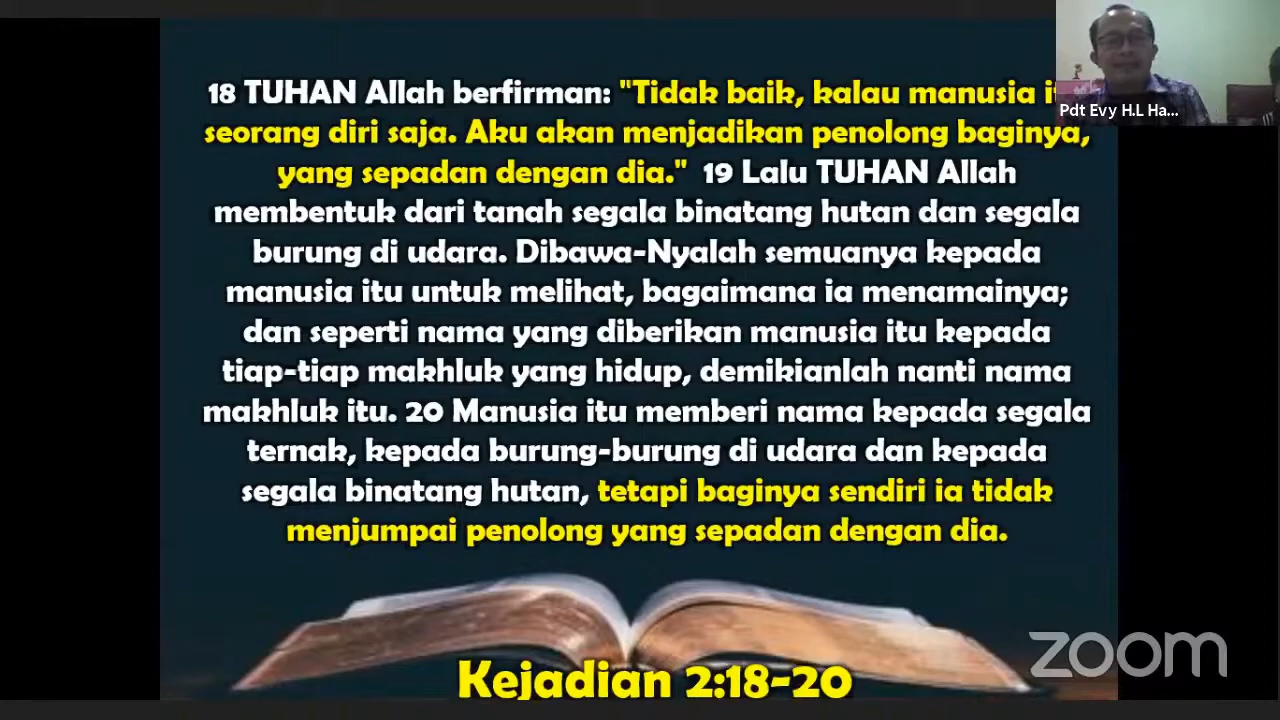 18 TUHAN Allah berfirman: "Tidak baik, kalau manusia
seorang diri saja. Aku akan menjadikan penolong baginya,
yang sepadan dengan dia." 19 Lalu TUHAN Allah
membentuk dari tanah segala binatang hutan dan segala
burung di udara. Dibawa-Nyalah semuanya kepada
manusia itu untuk melihat, bagaimana ia menamainya;
dan seperti nama yang diberikan manusia itu kepada
tiap-tiap makhluk yang hidup, demikianlah nanti nama
makhluk itu. 20 Manusia itu memberi nama kepada segala
ternak, kepada burung-burung di udara dan kepada
segala binatang hutan, tetapi baginya sendiri ia tidak
menjumpai penolong yang sepadan dengan dia.
Kejadian 2:18-20
Pdt Evy H.L Ha...
zoom